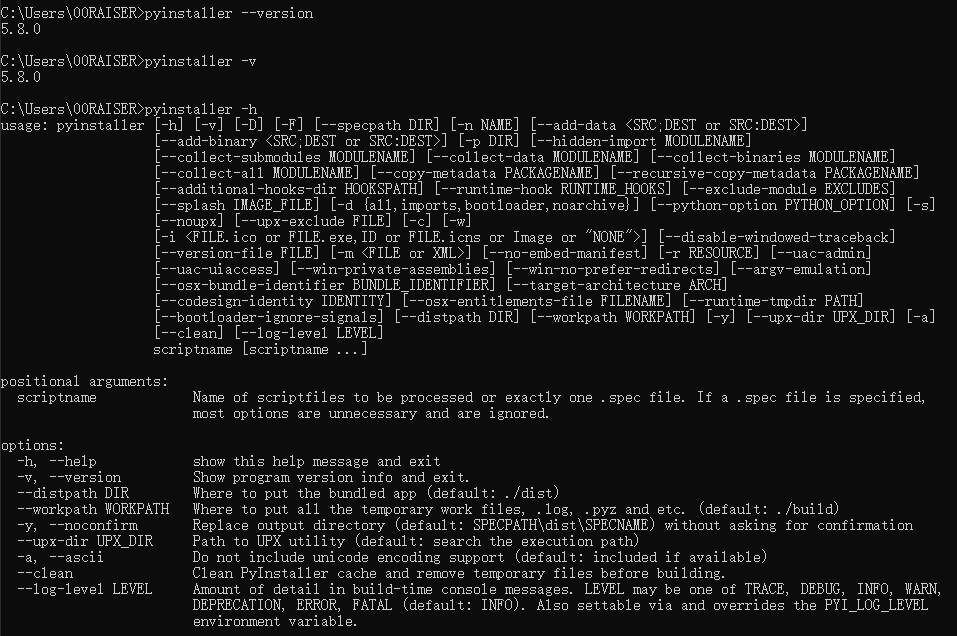 C:\Users\00RAISER>pyinstaller --version
5.8.0
C:\Users\00RAISER>pyinstaller -v
5.8.0
C:\Users\00RAISER>pyinstaller -h
usage: pyinstaller [-h] [-v] [-D] [-F] [--specpath DIR] [-n NAME] [--add-data <SRC;DEST or SRC:DEST>]
[--add-binary <SRC;DEST or SRC:DEST>] [-p DIR] [--hidden-import MODULENAME]
[--collect-submodules MODULENAME] [--collect-data MODULENAME] [--collect-binaries MODULENAME]
[--collect-all MODULENAME] [--copy-metadata PACKAGENAME] [--recursive-copy-metadata PACKAGENAME]
[--additional-hooks-dir HOOKSPATH] [--runtime-hook RUNTIME_HOOKS] [--exclude-module EXCLUDES]
[--splash IMAGE_FILE] [-d {all,imports,bootloader,noarchive}] [--python-option PYTHON_OPTION] [-s]
[--noupx] [--upx-exclude FILE] [-c] [-w]
[-i <FILE.ico or FILE.exe,ID or FILE.icns or Image or "NONE">] [--disable-windowed-traceback]
[--version-file FILE] [-m <FILE or XML>] [--no-embed-manifest] [-r RESOURCE] [--uac-admin]
[--uac-uiaccess] [--win-private-assemblies] [--win-no-prefer-redirects] [--argv-emulation]
[--osx-bundle-identifier BUNDLE_IDENTIFIER] [--target-architecture ARCH]
[--codesign-identity IDENTITY] [--osx-entitlements-file FILENAME] [--runtime-tmpdir PATH]
[--bootloader-ignore-signals] [--distpath DIR] [--workpath WORKPATH] [-y] [--upx-dir UPX_DIR] [-a]
[--clean] [--log-level LEVEL]
scriptname [scriptname ...]
positional arguments:
scriptname Name of scriptfiles to be processed or exactly one .spec file. If a .spec file is specified,
most options are unnecessary and are ignored.
options:
-h, --help show this help message and exit
-v, --version Show program version info and exit.
--distpath DIR Where to put the bundled app (default: ./dist)
--workpath WORKPATH Where to put all the temporary work files, .log, .pyz and etc. (default: ./build)
-y, --noconfirm Replace output directory (default: SPECPATH\dist\SPECNAME) without asking for confirmation
--upx-dir UPX_DIR Path to UPX utility (default: search the execution path)
-a, --ascii Do not include unicode encoding support (default: included if available)
--clean Clean PyInstaller cache and remove temporary files before building.
--log-level LEVEL Amount of detail in build-time console messages. LEVEL may be one of TRACE, DEBUG, INFO, WARN,
DEPRECATION, ERROR, FATAL (default: INFO). Also settable via and overrides the PYI_LOG_LEVEL
environment variable.